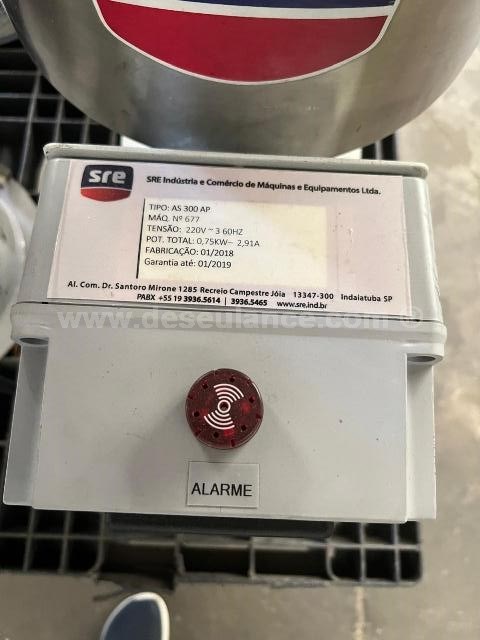 sre
SRE Indústria e Comércio de Máquinas e Equipamentos Ltda.
TIPO: AS 300 AP
MÁQ. Nº 677
TENSÃO: 220V ~ 3 60HZ
POT. TOTAL: 0,75KW~ 2,91A
FABRICAÇÃO: 01/2018
Garantia até: 01/2019
Al. Com. Dr. Santoro Mirone 1285 Recreio Campestre Jóia 13347-300 Indaiatuba SP
PABX +55 19 3936.5614 | 3936.5465 www.sre.ind.br
www.deseulance.com ©
ALARME